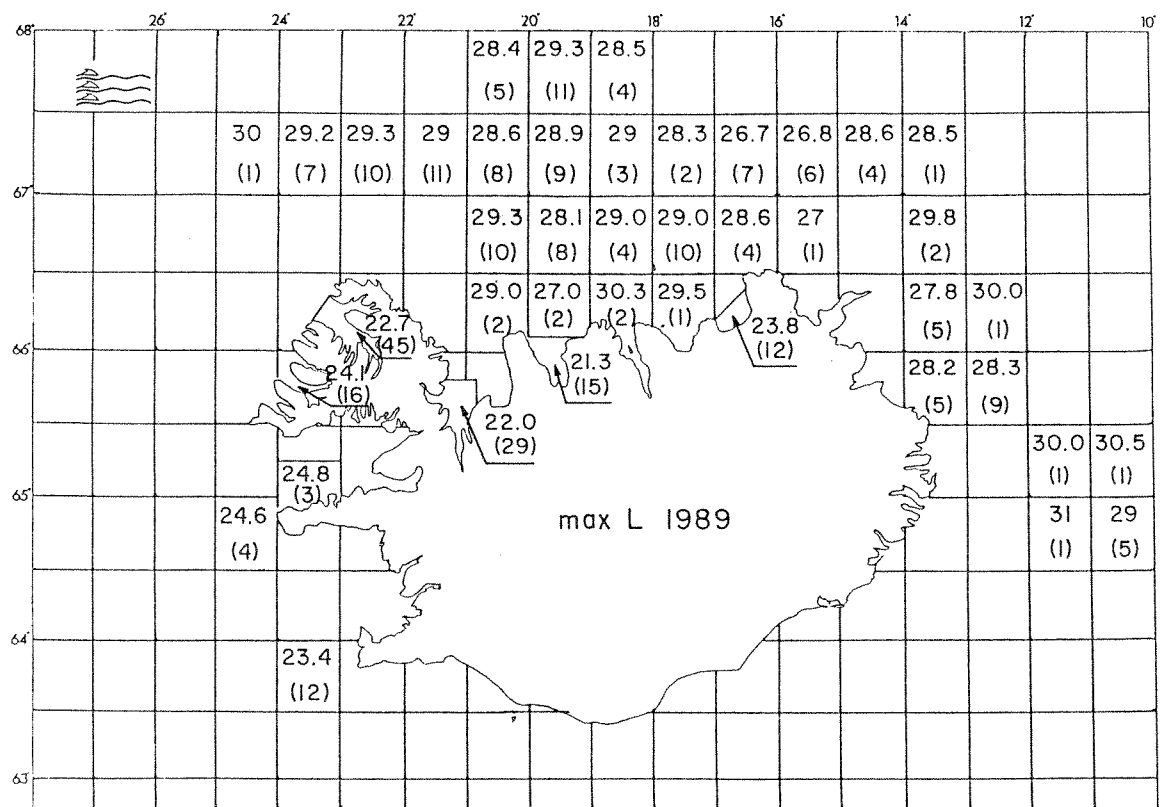 26° 24° 22° 20° 18° 16° 14° 12° 10°
68°
28.4 29.3 28.5
(5) (11) (4)
30 29.2 29.3 29 28.6 28.9 29 28.3 26.7 26.8 28.6 28.5
(1) (7) (10) (11) (8) (9) (3) (2) (7) (6) (4) (1)
67°
29.3 28.1 29.0 29.0 28.6 27 29.8
(10) (8) (4) (10) (4) (1) (2)
29.0 27.0 30.3 29.5 27.8 30.0
(2) (2) (2) (1) (5) (1)
22.7 23.8
(45) (12)
66°
24.1 21.3 28.2 28.3
(16) (15) (5) (9)
22.0 30.0 30.5
(29) (1) (1)
24.8
(3)
65°
24.6 max L 1989 31 29
(4) (1) (5)
64°
23.4
(12)
63°